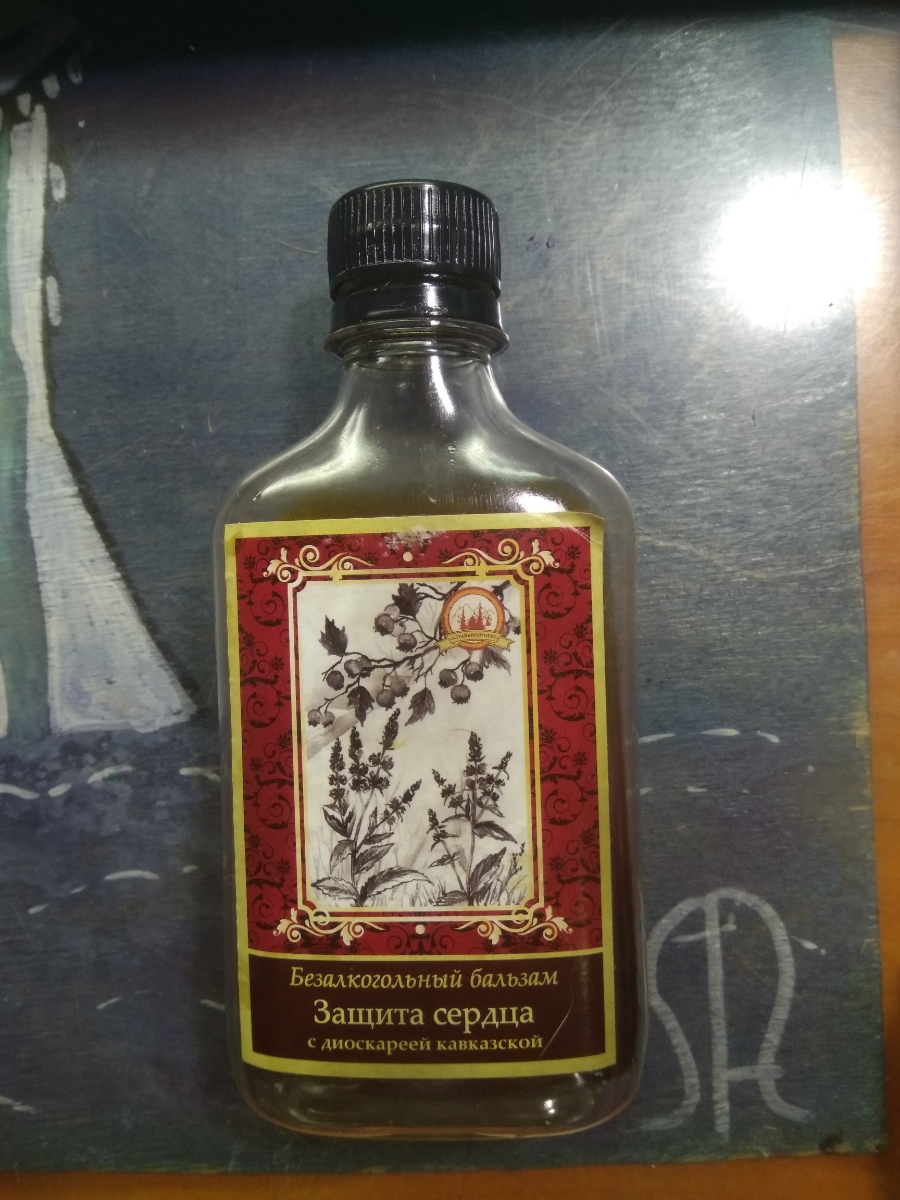 Безалкогольный бальзам
Защита сердца
с диоскареей кавказской